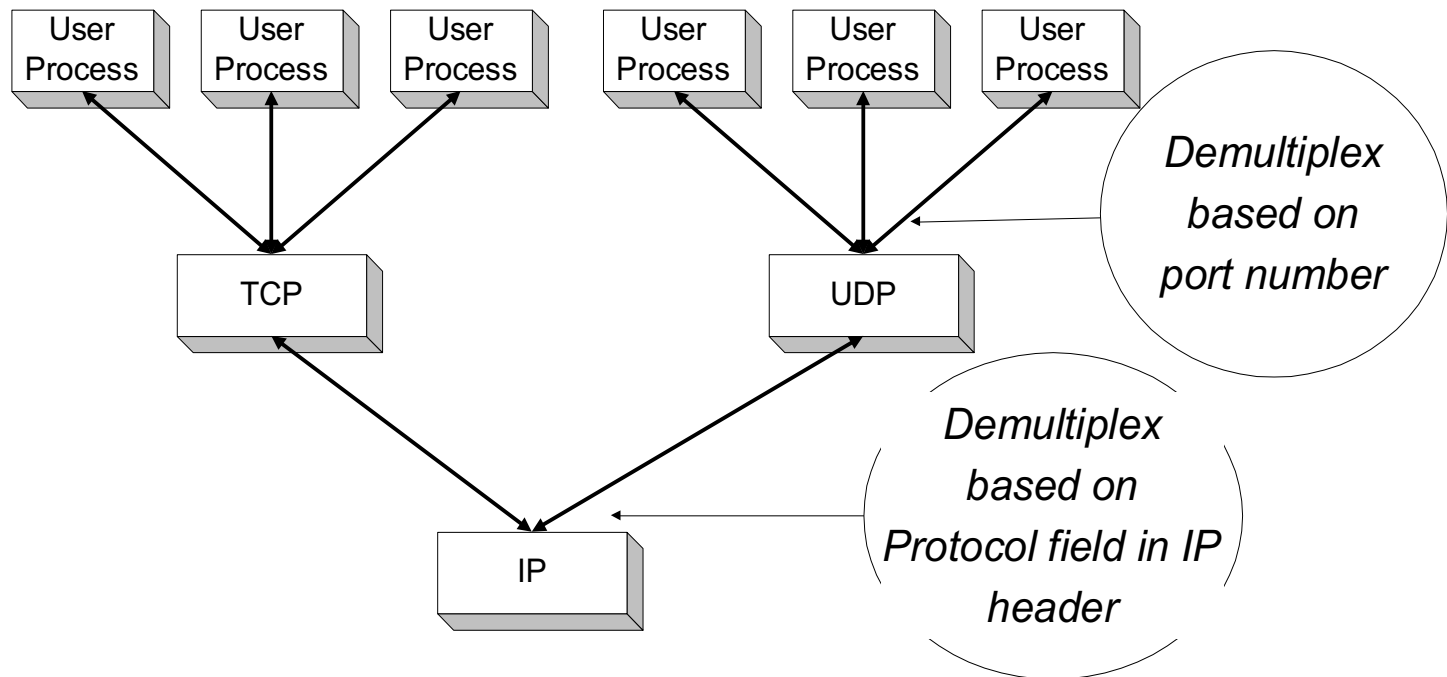 User
Process
User
Process
User
Process
User
Process
User
Process
User
Process
Demultiplex
based on
port number
TCP
UDP
Demultiplex
based on
Protocol field in IP
header
IP